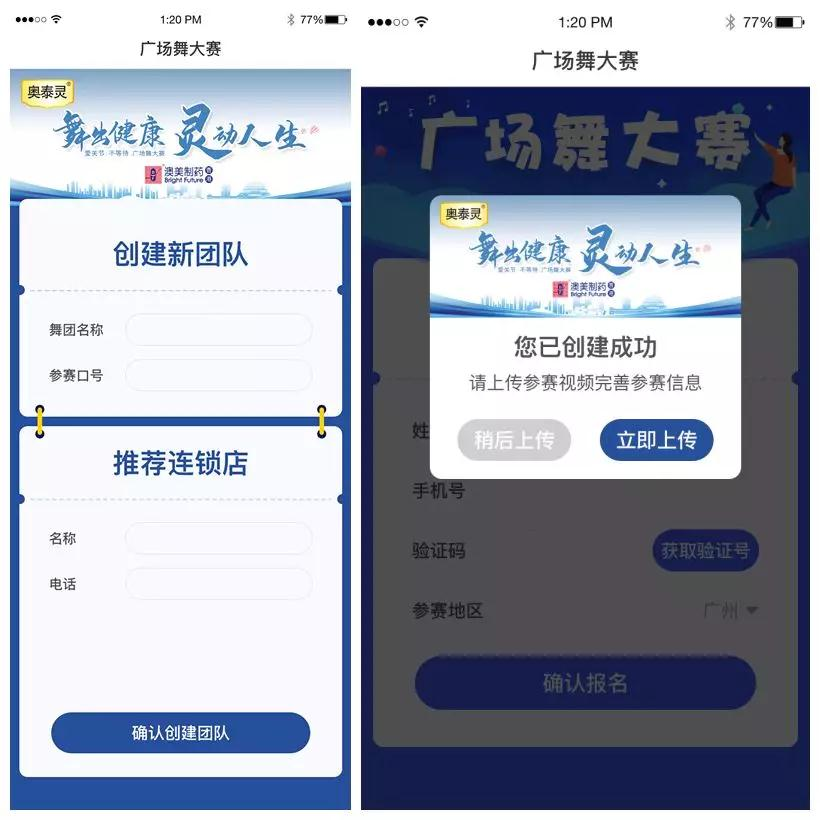 1:20 PM
77%
广场舞大赛
奥泰灵
舞出健康 灵动人生
爱关节 不等待 广场舞大赛
澳美制药
Bright Future
创建新团队
舞团名称
参赛口号
推荐连锁店
名称
电话
确认创建团队
1:20 PM
77%
广场舞大赛
广场舞大赛
奥泰灵
舞出健康 灵动人生
爱关节 不等待 广场舞大赛
澳美制药
Bright Future
您已创建成功
请上传参赛视频完善参赛信息
稍后上传
立即上传
姓
手机号
验证码
获取验证号
参赛地区
广州
确认报名